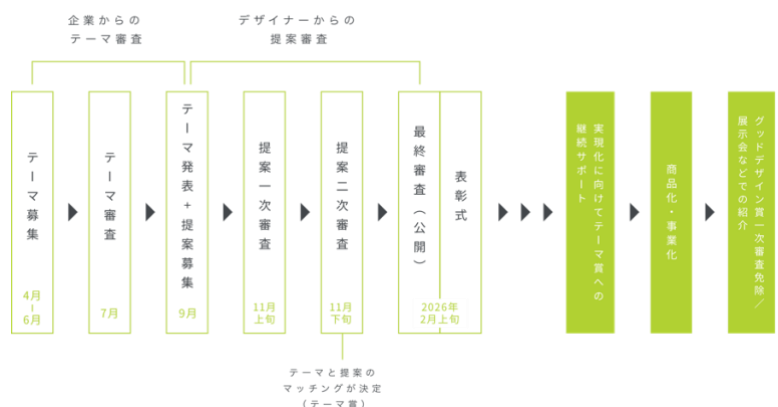 企業からの
テーマ審査
デザイナーからの
提案審査
テーマ募集
4月
–
6月
テーマ審査
7月
テーマ発表+提案募集
9月
提案一次審査
11月
上旬
提案二次審査
11月
下旬
最終審査(公開)
表彰式
2026年
2月上旬
実現化に向けてテーマ賞への
継続サポート
商品化・事業化
グッドデザイン賞一次審査免除/
展示会などでの紹介
テーマと提案の
マッチングが決定
(テーマ賞)